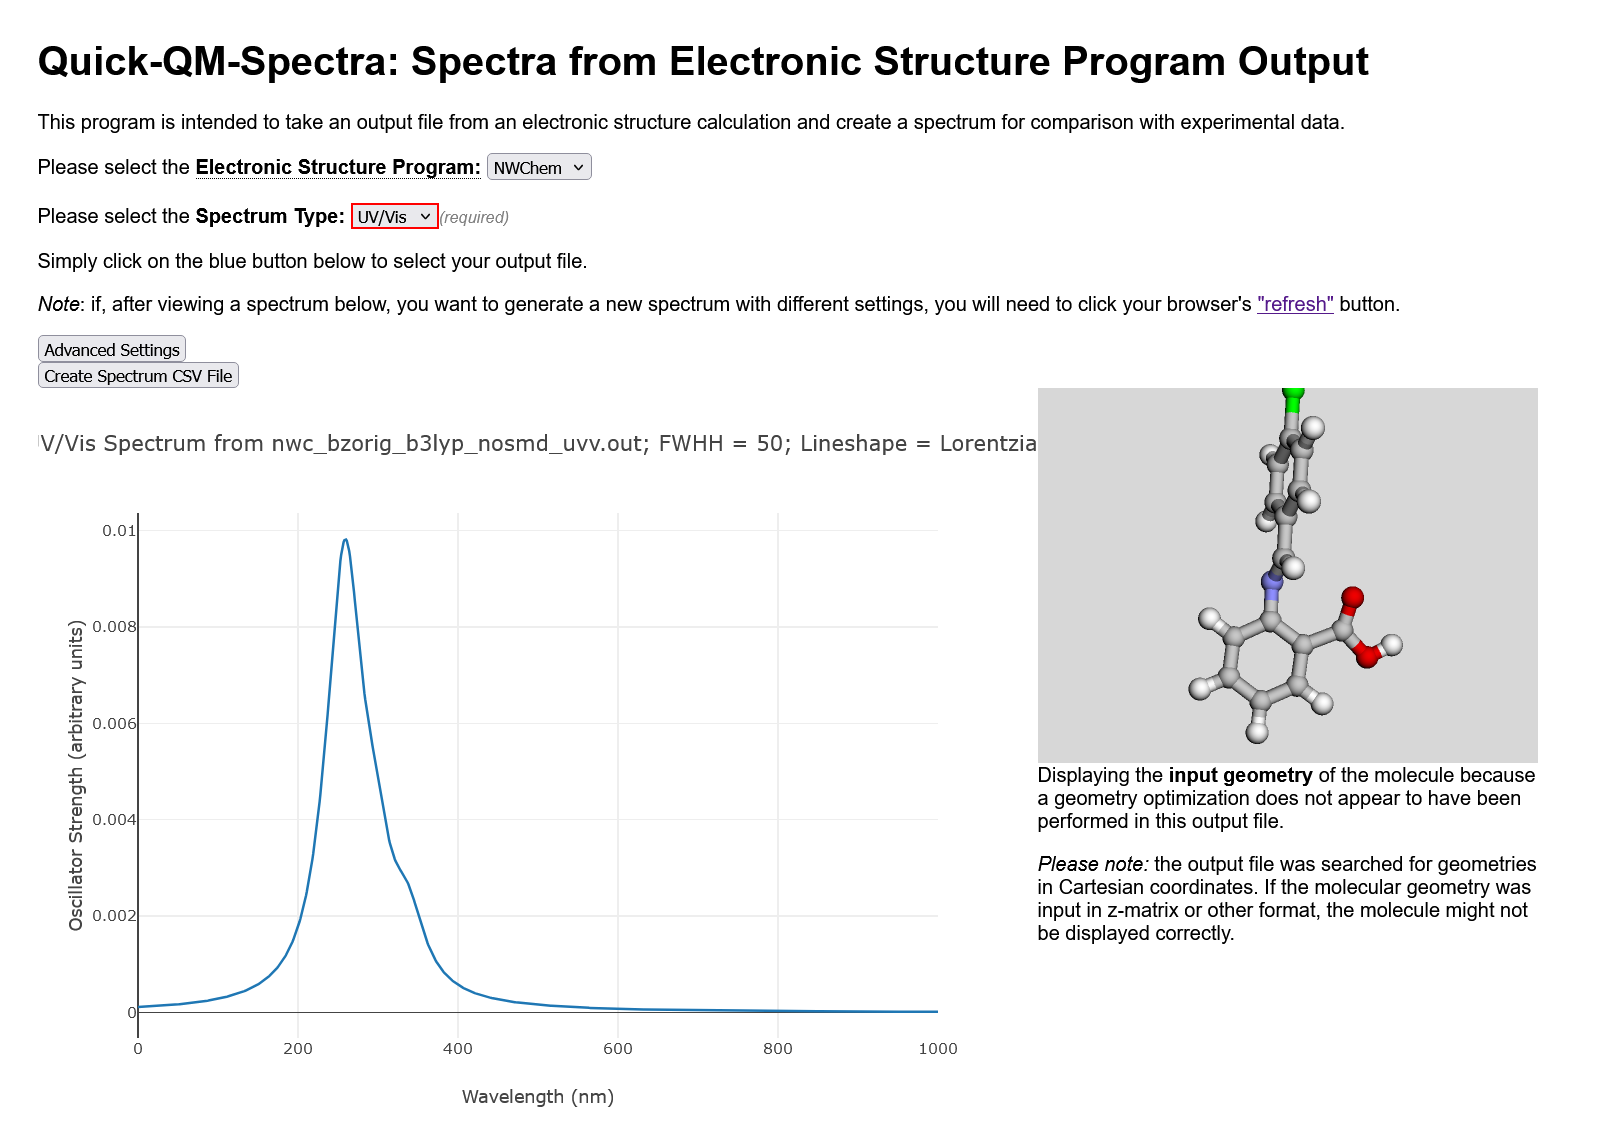 Quick-QM-Spectra: Spectra from Electronic Structure Program Output
This program is intended to take an output file from an electronic structure calculation and create a spectrum for comparison with experimental data.
Please select the Electronic Structure Program: NWChem
Please select the Spectrum Type: UV/Vis (required)
Simply click on the blue button below to select your output file.
Note: if, after viewing a spectrum below, you want to generate a new spectrum with different settings, you will need to click your browser's "refresh" button.
Advanced Settings
Create Spectrum CSV File
V/Vis Spectrum from nwc_bzorig_b3lyp_nosmd_uvv.out; FWHH = 50; Lineshape = Lorentzia
0.01
0.008
0.006
0.004
0.002
0
Oscillator Strength (arbitrary units)
0 200 400 600 800 1000
Wavelength (nm)
Displaying the input geometry of the molecule because
a geometry optimization does not appear to have been
performed in this output file.
Please note: the output file was searched for geometries
in Cartesian coordinates. If the molecular geometry was
input in z-matrix or other format, the molecule might not
be displayed correctly.